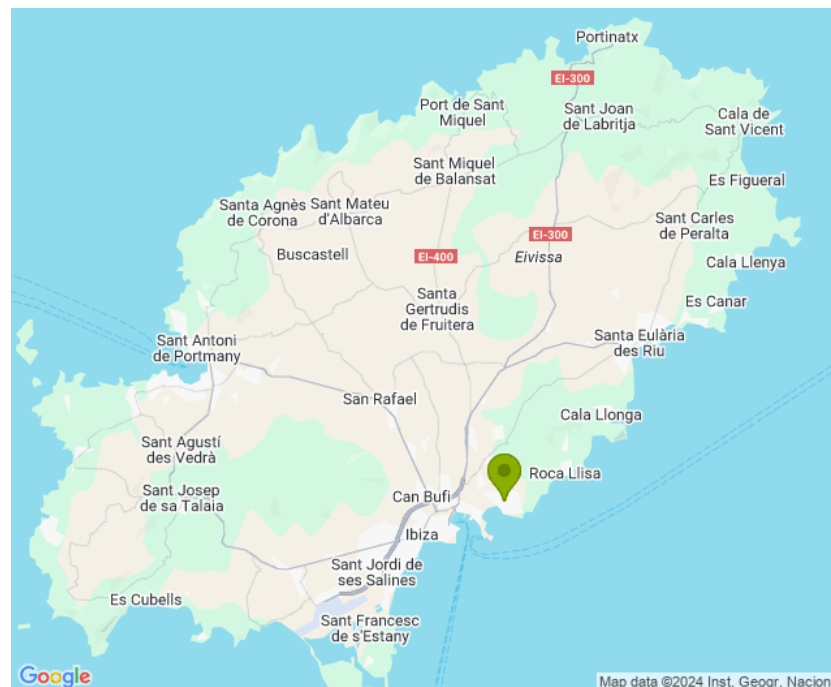 Portinatx
EI-300
Port de Sant
Miquel
Sant Joan
de Labritja
Cala de
Sant Vicent
Sant Miquel
de Balansat
Es Figueral
Santa Agnès
de Corona
Sant Mateu
d'Albarca
Sant Carles
de Peralta
EI-300
Buscastell
EI-400
Eivissa
Cala Llenya
Santa
Gertrudis
de Fruitera
Es Canar
Sant Antoni
de Portmany
Santa Eulària
des Riu
San Rafael
Cala Llonga
Sant Agustí
des Vedrà
Roca Llisa
Sant Josep
de sa Talaia
Can Bufi
Ibiza
Sant Jordi de
ses Salines
Es Cubells
Sant Francesc
de s'Estany
Google
Map data ©2024 Inst. Geogr. Nacion